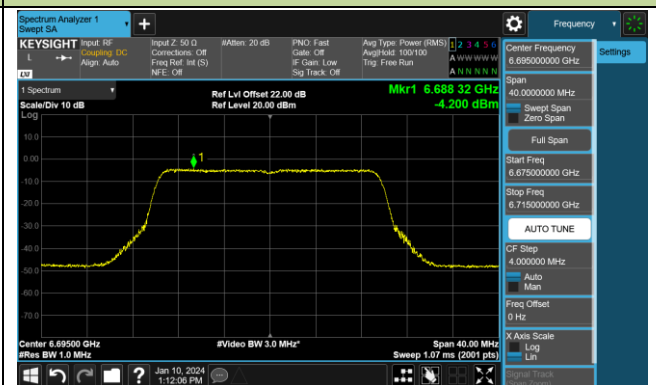 Spectrum Analyzer 1
Swept SA
+
Frequency
KEYSIGHT
L
LXI
Input: RF
Coupling: DC
Align: Auto
Input Z: 50 Ω
Corrections: Off
Freq Ref: Int (S)
NFE: Off
#Atten: 20 dB
PNO: Fast
Gate: Off
IF Gain: Low
Sig Track: Off
Avg Type: Power (RMS)
Avg|Hold: 100/100
Trig: Free Run
1 2 3 4 5 6
A W W W W W
A N N N N N
1 Spectrum
Scale/Div 10 dB
Log
Ref Lvl Offset 22.00 dB
Ref Level 20.00 dBm
Mkr1 6.688 32 GHz
-4.200 dBm
10.0
0.00
-10.0
-20.0
-30.0
-40.0
-50.0
-60.0
-70.0
1
Center 6.69500 GHz
#Res BW 1.0 MHz
#Video BW 3.0 MHz*
Span 40.00 MHz
Sweep 1.07 ms (2001 pts)
Jan 10, 2024
1:12:06 PM
?
Center Frequency
6.695000000 GHz
Span
40.0000000 MHz
Swept Span
Zero Span
Full Span
Start Freq
6.675000000 GHz
Stop Freq
6.715000000 GHz
AUTO TUNE
CF Step
4.000000 MHz
Auto
Man
Freq Offset
0 Hz
X Axis Scale
Log
Lin
Signal Track
(Span Zoom)
Settings